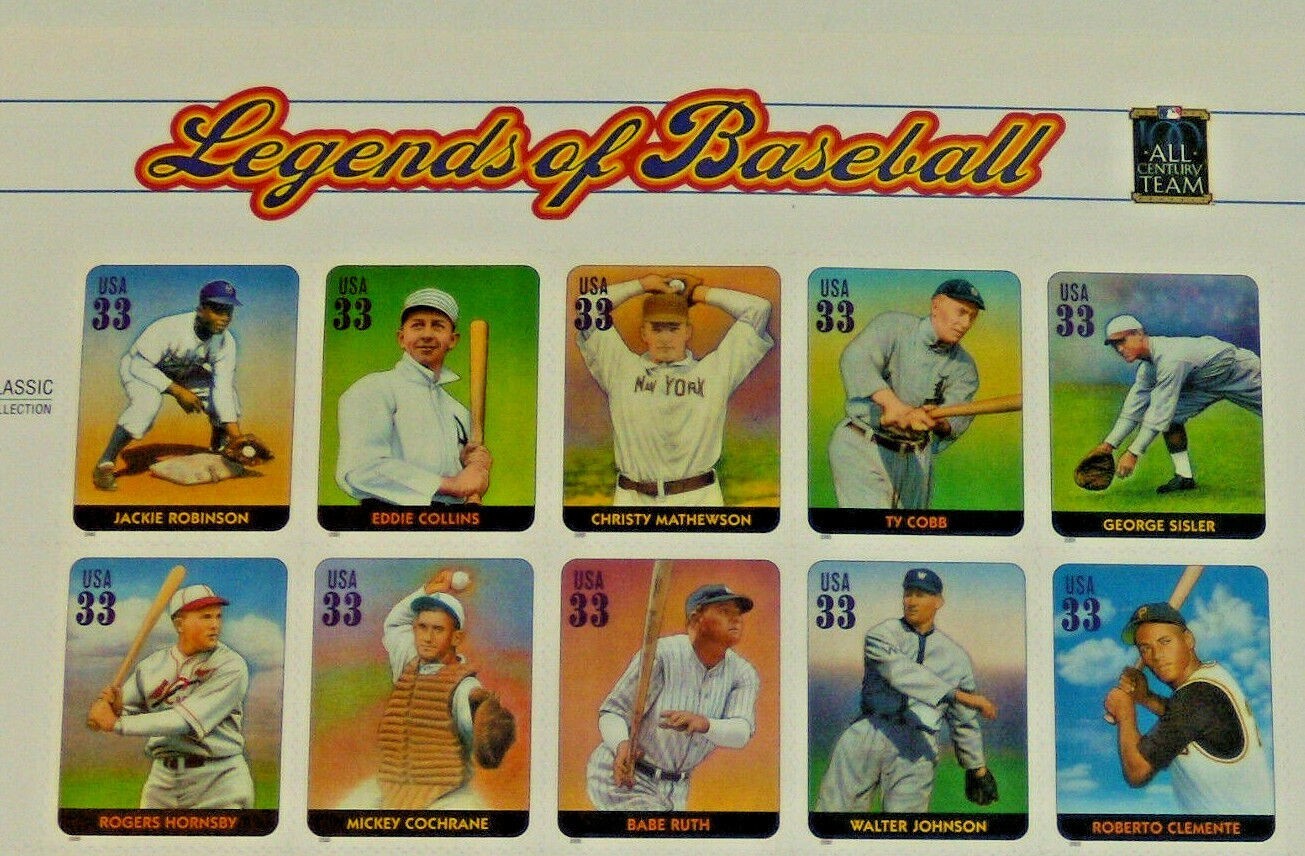 Legends of Baseball
100
ALL
CENTURY
TEAM
LASSIC
LLECTION
USA
33
JACKIE ROBINSON
USA
33
EDDIE COLLINS
USA
33
NEW YORK
CHRISTY MATHEWSON
USA
33
TY COBB
USA
33
GEORGE SISLER
USA
33
ROGERS HORNSBY
USA
33
MICKEY COCHRANE
USA
33
BABE RUTH
W
USA
33
WALTER JOHNSON
USA
33
ROBERTO CLEMENTE